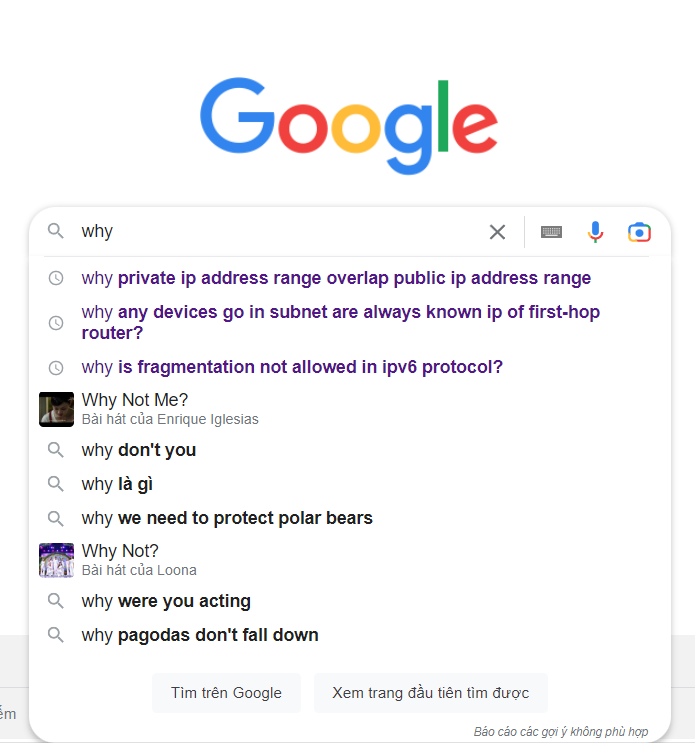 Google
why
why private ip address range overlap public ip address range
why any devices go in subnet are always known ip of first-hop
router?
why is fragmentation not allowed in ipv6 protocol?
Why Not Me?
Bài hát của Enrique Iglesias
why don't you
why là gì
why we need to protect polar bears
Why Not?
Bài hát của Loona
why were you acting
why pagodas don't fall down
Tìm trên Google
Xem trang đầu tiên tìm được
Báo cáo các gợi ý không phù hợp